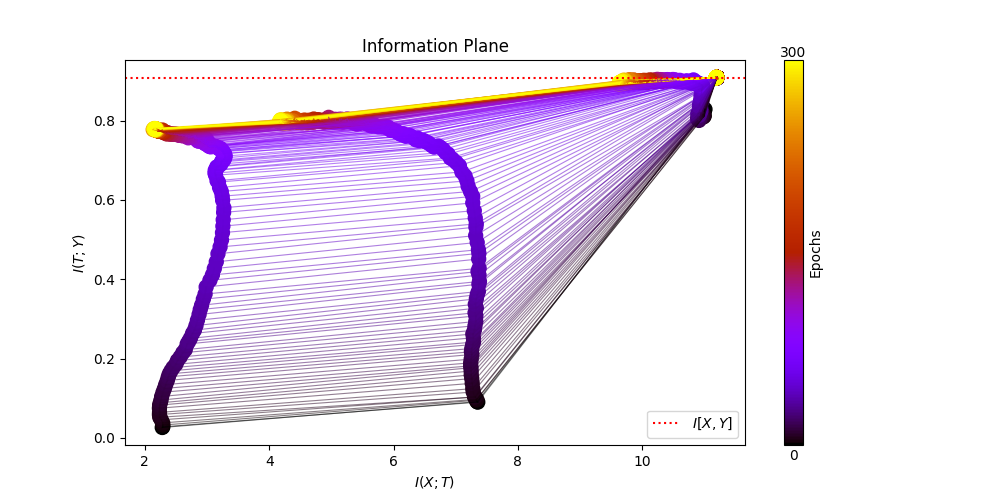 Information Plane
300
0.8
0.6
0.4
0.2
0.0
I(T; Y)
2
4
6
8
10
I(X; T)
I[X, Y]
Epochs
0